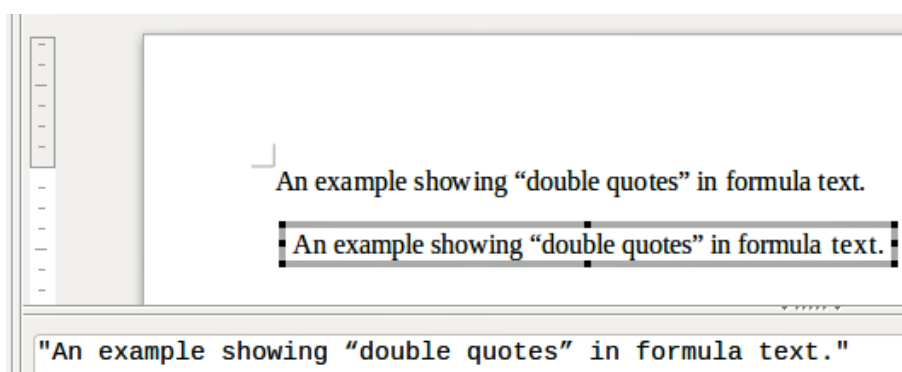 An example showing “double quotes” in formula text.
An example showing “double quotes” in formula text.
"An example showing “double quotes” in formula text."